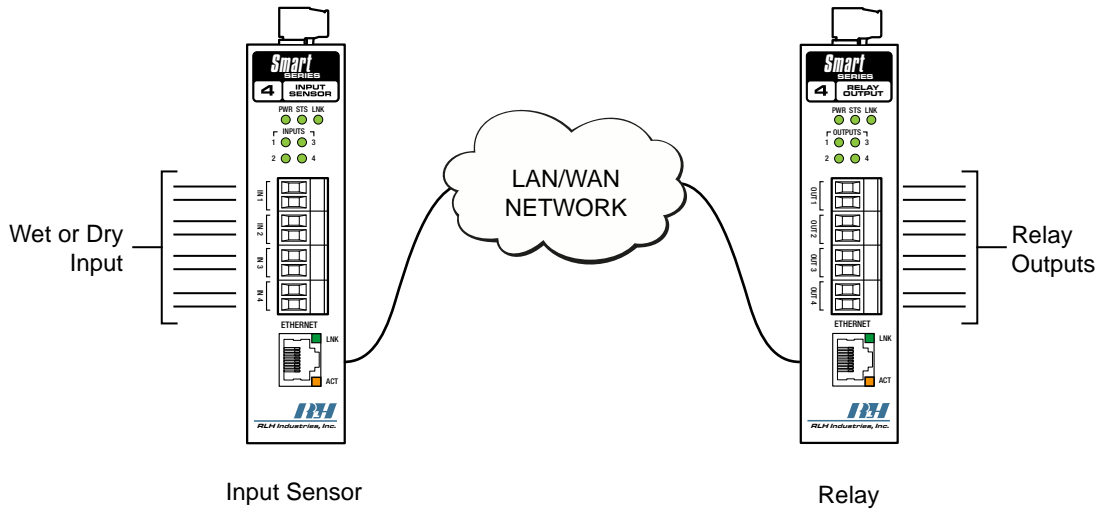 Smart
SERIES
4 INPUT
SENSOR
PWR STS LNK
INPUTS
1 3
2 4
IN 1
IN 2
IN 3
IN 4
ETHERNET
LNK
ACT
RLH
RLH Industries, Inc.
Wet or Dry
Input
Input Sensor
LAN/WAN
NETWORK
Smart
SERIES
4 RELAY
OUTPUT
PWR STS LNK
OUTPUTS
1 3
2 4
OUT 1
OUT 2
OUT 3
OUT 4
ETHERNET
LNK
ACT
RLH
RLH Industries, Inc.
Relay
Outputs
Relay